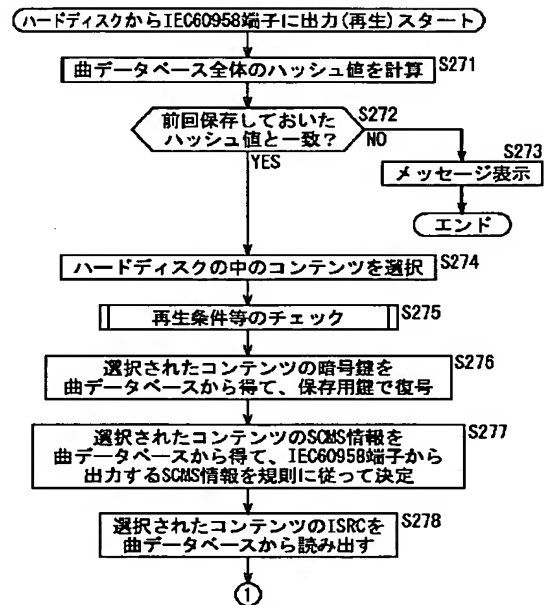 ハードディスクからIEC60958端子に出力(再生)スタート
曲データベース全体のハッシュ値を計算
S271
前回保存しておいた
ハッシュ値と一致?
S272
NO
YES
メッセージ表示
S273
エンド
ハードディスクの中のコンテンツを選択
S274
再生条件等のチェック
S275
選択されたコンテンツの暗号鍵を
曲データベースから得て、保存用鍵で復号
S276
選択されたコンテンツのSCMS情報を
曲データベースから得て、IEC60958端子から
出力するSCMS情報を規則に従って決定
S277
選択されたコンテンツのISRCを
曲データベースから読み出す
S278
①